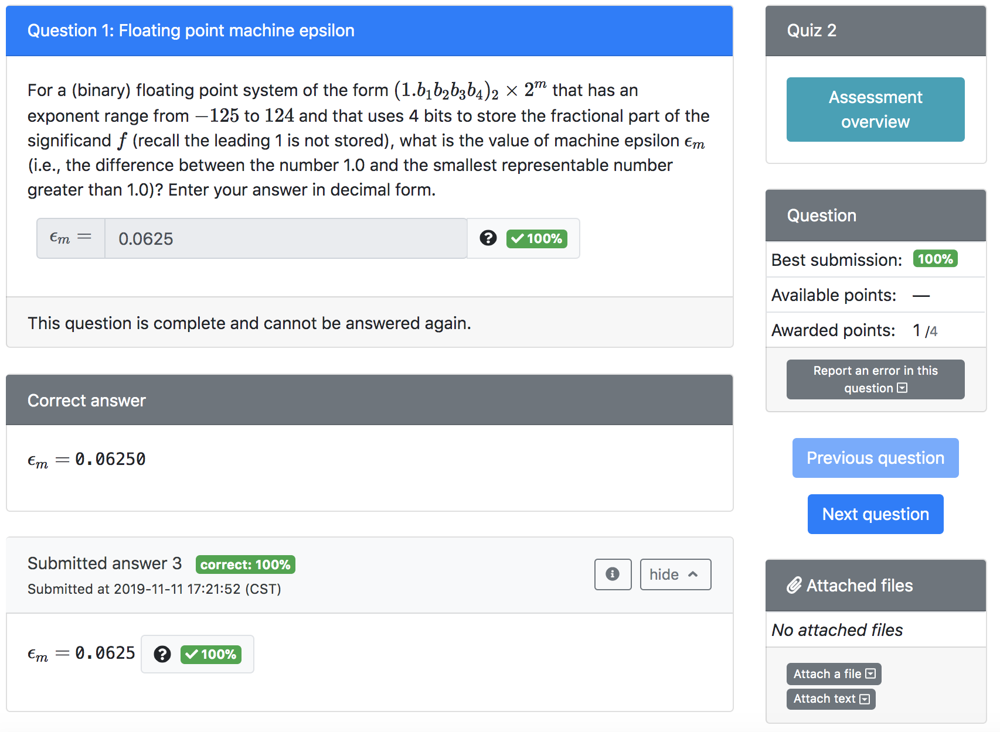 Question 1: Floating point machine epsilon
For a (binary) floating point system of the form (1.b₁b₂b₃b₄)₂ × 2ᵐ that has an
exponent range from −125 to 124 and that uses 4 bits to store the fractional part of the
significand f (recall the leading 1 is not stored), what is the value of machine epsilon ϵₘ
(i.e., the difference between the number 1.0 and the smallest representable number
greater than 1.0)? Enter your answer in decimal form.
ϵₘ = 0.0625 100%
This question is complete and cannot be answered again.
Correct answer
ϵₘ = 0.06250
Submitted answer 3 correct: 100%
hide
Submitted at 2019-11-11 17:21:52 (CST)
ϵₘ = 0.0625 100%
Quiz 2
Assessment
overview
Question
Best submission: 100%
Available points: —
Awarded points: 1 /4
Report an error in this
question
Previous question
Next question
Attached files
No attached files
Attach a file
Attach text